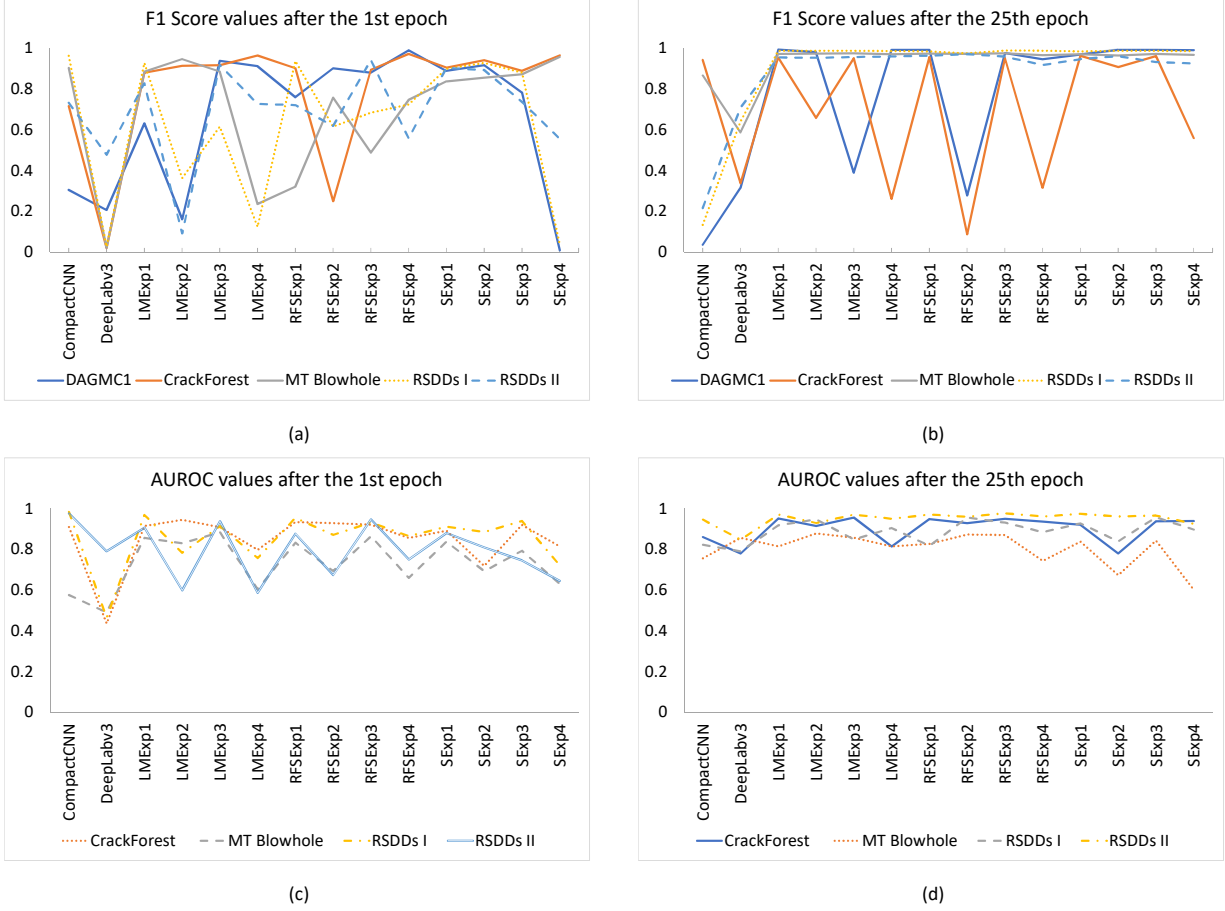 F1 Score values after the 1st epoch
1
0.8
0.6
0.4
0.2
0
CompactCNN
DeepLabv3
LMExp1
LMExp2
LMExp3
LMExp4
RFSExp1
RFSExp2
RFSExp3
RFSExp4
SExp1
SExp2
SExp3
SExp4
DAGMC1 CrackForest MT Blowhole RSDDs I RSDDs II
(a)
F1 Score values after the 25th epoch
1
0.8
0.6
0.4
0.2
0
CompactCNN
DeepLabv3
LMExp1
LMExp2
LMExp3
LMExp4
RFSExp1
RFSExp2
RFSExp3
RFSExp4
SExp1
SExp2
SExp3
SExp4
DAGMC1 CrackForest MT Blowhole RSDDs I RSDDs II
(b)
AUROC values after the 1st epoch
1
0.8
0.6
0.4
0.2
0
CompactCNN
DeepLabv3
LMExp1
LMExp2
LMExp3
LMExp4
RFSExp1
RFSExp2
RFSExp3
RFSExp4
SExp1
SExp2
SExp3
SExp4
CrackForest MT Blowhole RSDDs I RSDDs II
(c)
AUROC values after the 25th epoch
1
0.8
0.6
0.4
0.2
0
CompactCNN
DeepLabv3
LMExp1
LMExp2
LMExp3
LMExp4
RFSExp1
RFSExp2
RFSExp3
RFSExp4
SExp1
SExp2
SExp3
SExp4
CrackForest MT Blowhole RSDDs I RSDDs II
(d)